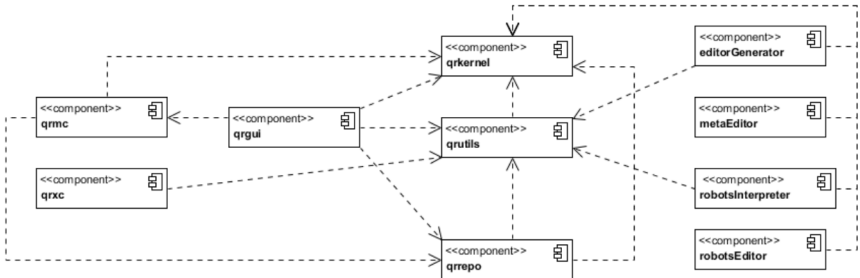 <<component>>
qrkernel
<<component>>
editorGenerator
<<component>>
qrmc
<<component>>
qrgui
<<component>>
qrutils
<<component>>
metaEditor
<<component>>
qrxc
<<component>>
robotsInterpreter
<<component>>
qrrepo
<<component>>
robotsEditor